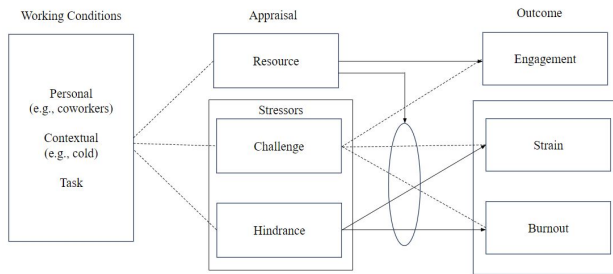 Working Conditions
Appraisal
Outcome
Personal
(e.g., coworkers)
Contextual
(e.g., cold)
Task
Resource
Stressors
Challenge
Hindrance
Engagement
Strain
Burnout